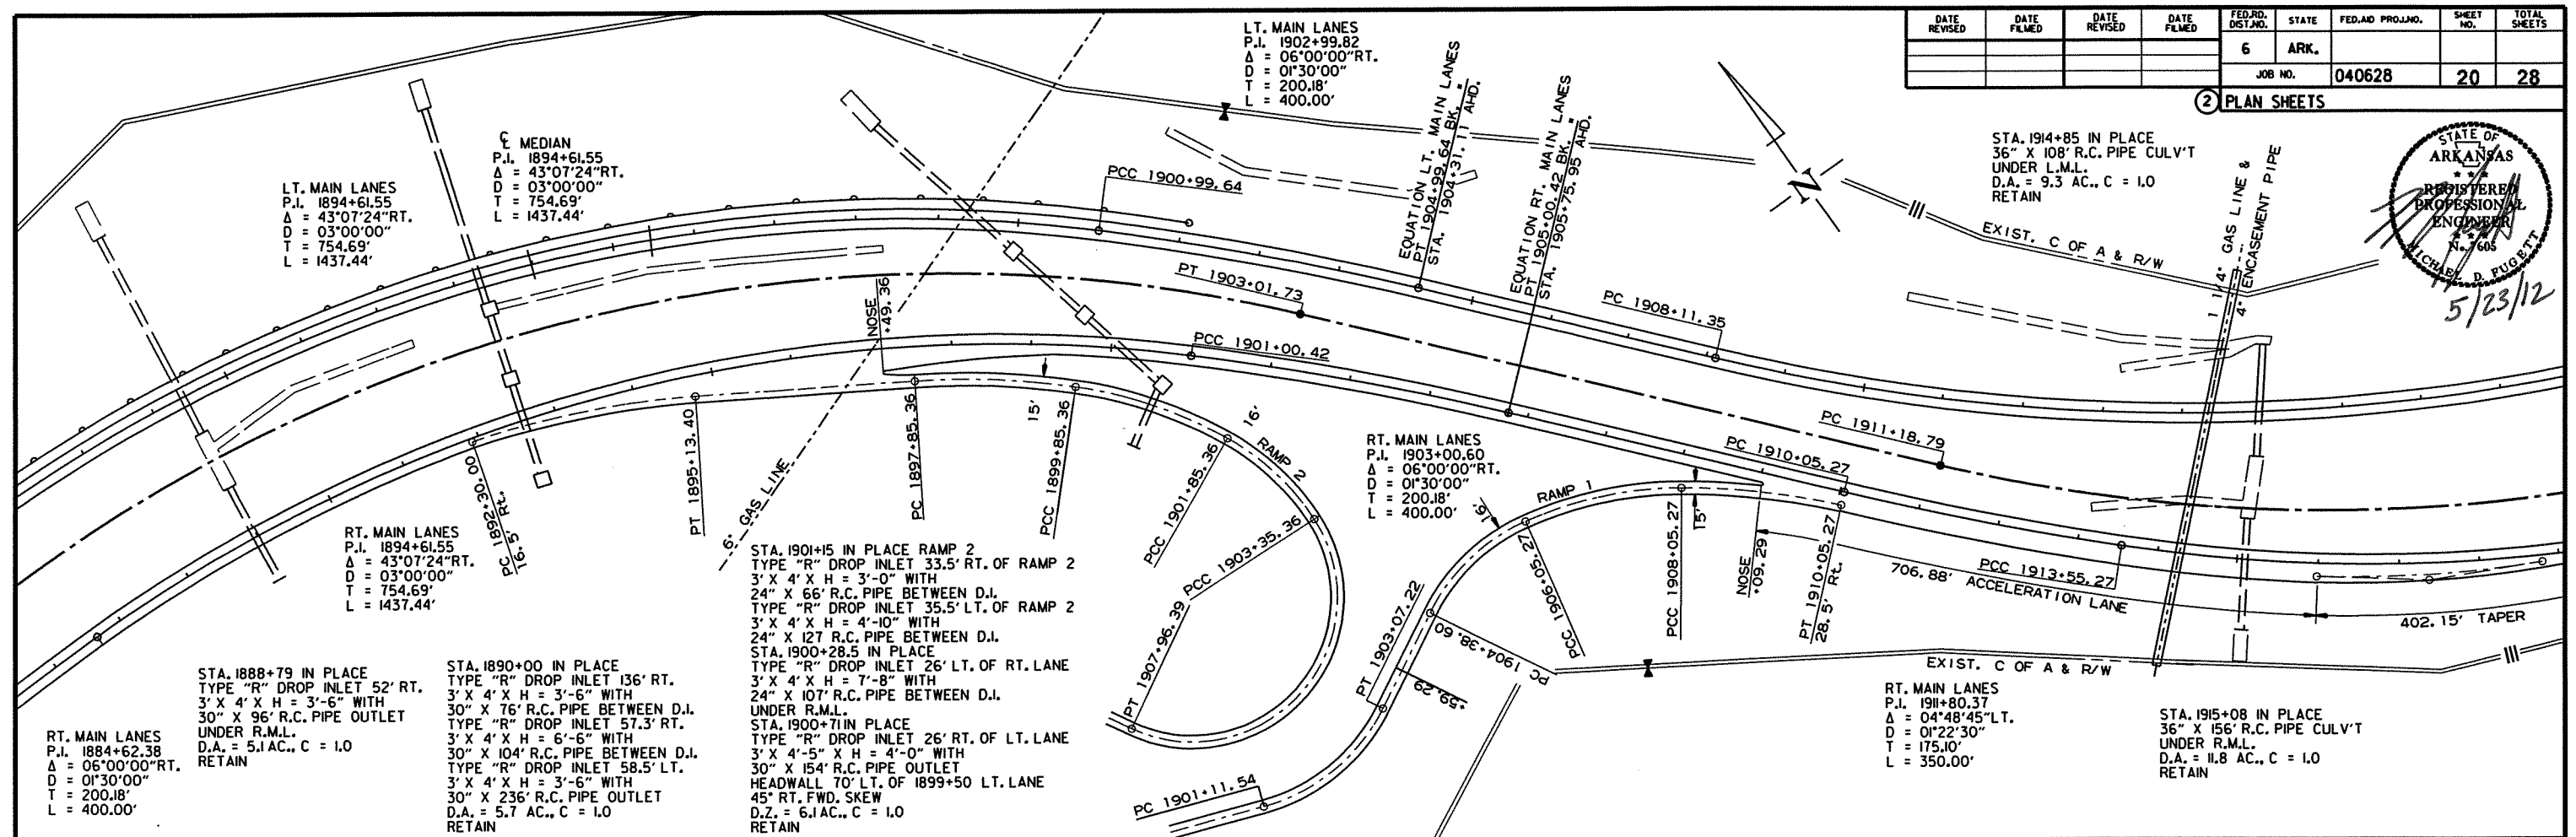 DATE REVISED
DATE FILMED
DATE REVISED
DATE FILMED
FED.RD. DIST.NO.
STATE
FED.AID PROJ.NO.
SHEET NO.
TOTAL SHEETS
6
ARK.
JOB NO.
040628
20
28
2 PLAN SHEETS
STATE OF
ARKANSAS
REGISTERED
PROFESSIONAL
ENGINEER
No. 7605
MICHAEL D. FUGETT
5/23/12
LT. MAIN LANES
P.I. 1902+99.82
Δ = 06°00'00"RT.
D = 01°30'00"
T = 200.18'
L = 400.00'
EQUATION LT. MAIN LANES
PT 1904+99.64 BK. =
STA. 1904+31.11 AHD.
EQUATION RT. MAIN LANES
PT 1905+00.42 BK. =
STA. 1905+75.95 AHD.
N
STA. 1914+85 IN PLACE
36" X 108' R.C. PIPE CULV'T
UNDER L.M.L.
D.A. = 9.3 AC., C = 1.0
RETAIN
EXIST. C OF A & R/W
1 1/4" GAS LINE &
4" ENCASEMENT PIPE
℄ MEDIAN
P.I. 1894+61.55
Δ = 43°07'24"RT.
D = 03°00'00"
T = 754.69'
L = 1437.44'
LT. MAIN LANES
P.I. 1894+61.55
Δ = 43°07'24"RT.
D = 03°00'00"
T = 754.69'
L = 1437.44'
PCC 1900+99.64
PT 1903+01.73
PC 1908+11.35
NOSE
+49.36
PCC 1901+00.42
PC 1911+18.79
PC 1910+05.27
PC 1892+30.00
16.5' Rt.
PT 1895+13.40
6" GAS LINE
PC 1897+85.36
15'
PCC 1899+85.36
PCC 1901+85.36
16'
RAMP 2
PCC 1903+35.36
PT 1907+96.39
RT. MAIN LANES
P.I. 1903+00.60
Δ = 06°00'00"RT.
D = 01°30'00"
T = 200.18'
L = 400.00'
16'
RAMP 1
PCC 1906+05.27
PCC 1908+05.27
15'
NOSE
+09.29
PT 1910+05.27
28.5' Rt.
706.88' ACCELERATION LANE
PCC 1913+55.27
402.15' TAPER
PT 1903+07.22
PC 1904+38.60
+59.29
PC 1901+11.54
EXIST. C OF A & R/W
RT. MAIN LANES
P.I. 1894+61.55
Δ = 43°07'24"RT.
D = 03°00'00"
T = 754.69'
L = 1437.44'
RT. MAIN LANES
P.I. 1884+62.38
Δ = 06°00'00"RT.
D = 01°30'00"
T = 200.18'
L = 400.00'
STA. 1888+79 IN PLACE
TYPE "R" DROP INLET 52' RT.
3' X 4' X H = 3'-6" WITH
30" X 96' R.C. PIPE OUTLET
UNDER R.M.L.
D.A. = 5.1 AC., C = 1.0
RETAIN
STA. 1890+00 IN PLACE
TYPE "R" DROP INLET 136' RT.
3' X 4' X H = 3'-6" WITH
30" X 76' R.C. PIPE BETWEEN D.I.
TYPE "R" DROP INLET 57.3' RT.
3' X 4' X H = 6'-6" WITH
30" X 104' R.C. PIPE BETWEEN D.I.
TYPE "R" DROP INLET 58.5' LT.
3' X 4' X H = 3'-6" WITH
30" X 236' R.C. PIPE OUTLET
D.A. = 5.7 AC., C = 1.0
RETAIN
STA. 1901+15 IN PLACE RAMP 2
TYPE "R" DROP INLET 33.5' RT. OF RAMP 2
3' X 4' X H = 3'-0" WITH
24" X 66' R.C. PIPE BETWEEN D.I.
TYPE "R" DROP INLET 35.5' LT. OF RAMP 2
3' X 4' X H = 4'-10" WITH
24" X 127 R.C. PIPE BETWEEN D.I.
STA. 1900+28.5 IN PLACE
TYPE "R" DROP INLET 26' LT. OF RT. LANE
3' X 4' X H = 7'-8" WITH
24" X 107' R.C. PIPE BETWEEN D.I.
UNDER R.M.L.
STA. 1900+71 IN PLACE
TYPE "R" DROP INLET 26' RT. OF LT. LANE
3' X 4'-5" X H = 4'-0" WITH
30" X 154' R.C. PIPE OUTLET
HEADWALL 70' LT. OF 1899+50 LT. LANE
45° RT. FWD. SKEW
D.Z. = 6.1 AC., C = 1.0
RETAIN
RT. MAIN LANES
P.I. 1911+80.37
Δ = 04°48'45"LT.
D = 01°22'30"
T = 175.10'
L = 350.00'
STA. 1915+08 IN PLACE
36" X 156' R.C. PIPE CULV'T
UNDER R.M.L.
D.A. = 11.8 AC., C = 1.0
RETAIN